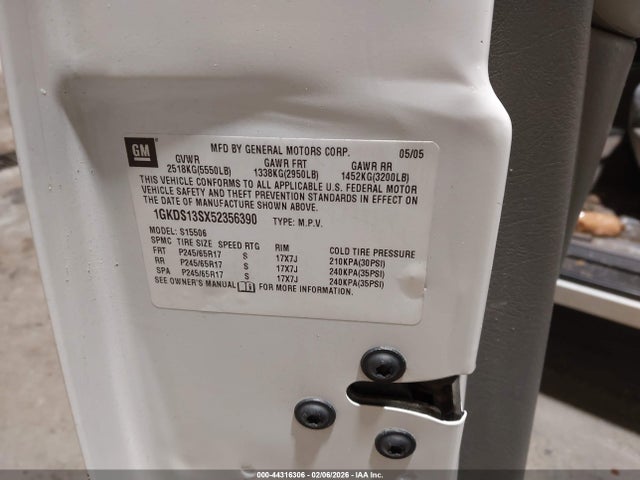 GM
MFD BY GENERAL MOTORS CORP. 05/05
GVWR GAWR FRT GAWR RR
2518KG(5550LB) 1338KG(2950LB) 1452KG(3200LB)
THIS VEHICLE CONFORMS TO ALL APPLICABLE U.S. FEDERAL MOTOR
VEHICLE SAFETY AND THEFT PREVENTION STANDARDS IN EFFECT ON
THE DATE OF MANUFACTURE SHOWN ABOVE.
1GKDS13SX52356390 TYPE: M.P.V.
MODEL: S15506
SPMC TIRE SIZE SPEED RTG RIM COLD TIRE PRESSURE
FRT P245/65R17 S 17X7J 210KPA(30PSI)
RR P245/65R17 S 17X7J 240KPA(35PSI)
SPA P245/65R17 S 17X7J 240KPA(35PSI)
SEE OWNER'S MANUAL FOR MORE INFORMATION.
000-44316306 - 02/06/2026 - IAA Inc.